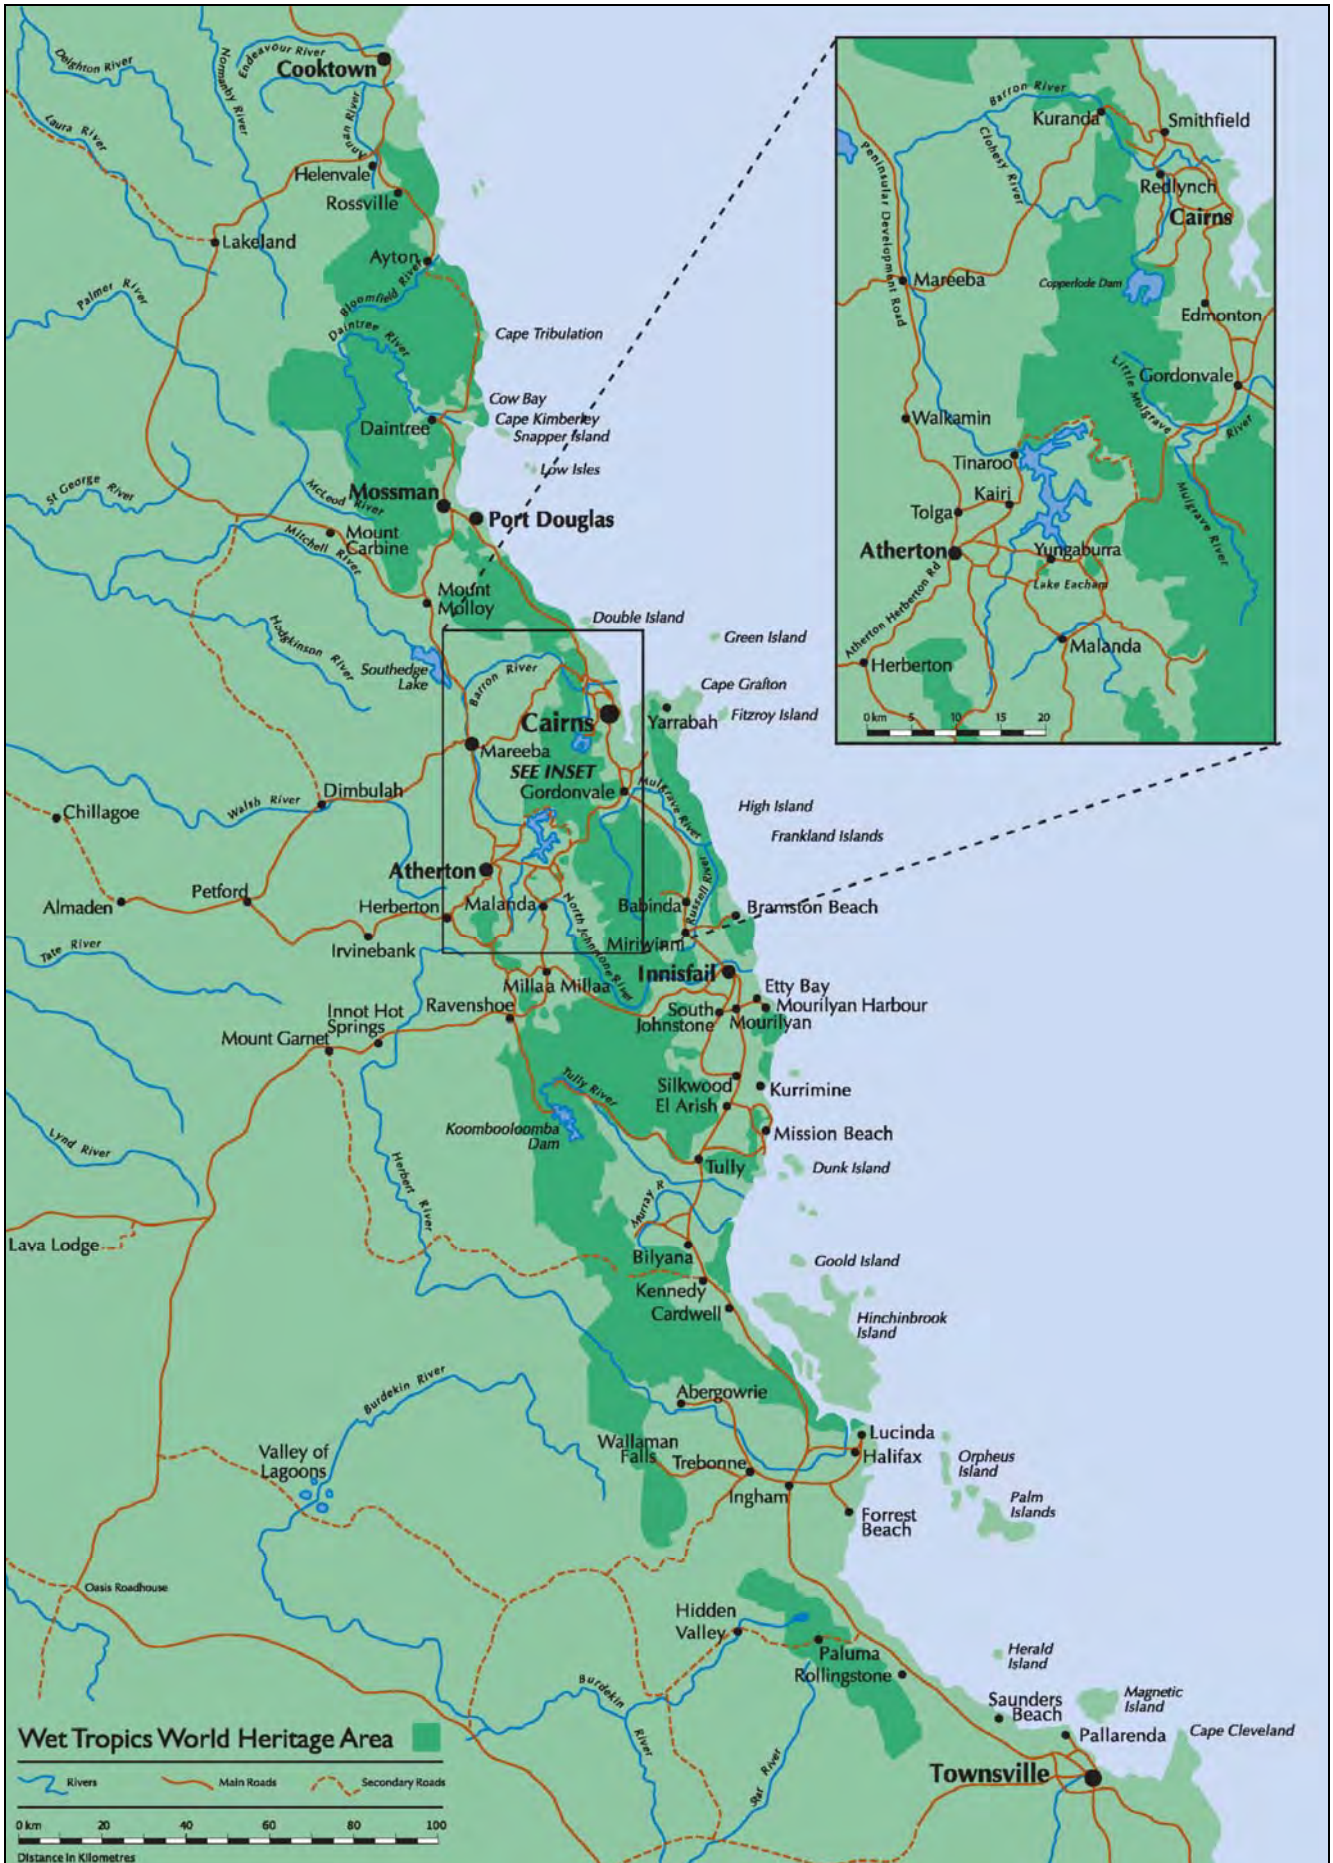 Deighton River
Normanby River
Endeavour River
Cooktown
Laura River
Annan River
Helenvale
Rossville
Lakeland
Ayton
Bloomfield River
Palmer River
Daintree River
Cape Tribulation
Cow Bay
Cape Kimberley
Snapper Island
Daintree
Low Isles
St George River
McLeod River
Mossman
Port Douglas
Mount
Carbine
Mitchell River
Mount
Molloy
Hodgkinson River
Double Island
Green Island
Southedge
Lake
Barron River
Cape Grafton
Cairns
Yarrabah
Fitzroy Island
Mareeba
SEE INSET
Gordonvale
Mulgrave River
Dimbulah
Walsh River
Chillagoe
High Island
Frankland Islands
Atherton
Russell River
Petford
Almaden
Herberton
Malanda
North Johnstone River
Babinda
Bramston Beach
Irvinebank
Miriwinni
Tate River
Innisfail
Millaa Millaa
Etty Bay
Mourilyan Harbour
Innot Hot
Springs
Ravenshoe
South
Johnstone
Mourilyan
Mount Garnet
Tully River
Silkwood
Kurrimine
El Arish
Koombooloomba
Dam
Mission Beach
Lynd River
Herbert River
Tully
Dunk Island
Murray R
Lava Lodge
Bilyana
Goold Island
Kennedy
Cardwell
Hinchinbrook
Island
Burdekin River
Abergowrie
Valley of
Lagoons
Wallaman
Falls
Trebonne
Lucinda
Halifax
Orpheus
Island
Ingham
Palm
Islands
Forrest
Beach
Oasis Roadhouse
Hidden
Valley
Paluma
Rollingstone
Herald
Island
Burdekin
River
Star River
Saunders
Beach
Magnetic
Island
Pallarenda
Cape Cleveland
Townsville
Barron River
Kuranda
Smithfield
Clohesy River
Peninsular Development Road
Redlynch
Cairns
Mareeba
Copperlode Dam
Edmonton
Little Mulgrave
River
Gordonvale
Walkamin
Tinaroo
Kairi
Tolga
Mulgrave River
Atherton
Yungaburra
Lake Eacham
Atherton Herberton Rd
Malanda
Herberton
0 km 5 10 15 20
Wet Tropics World Heritage Area
Rivers Main Roads Secondary Roads
0 km 20 40 60 80 100
Distance in Kilometres